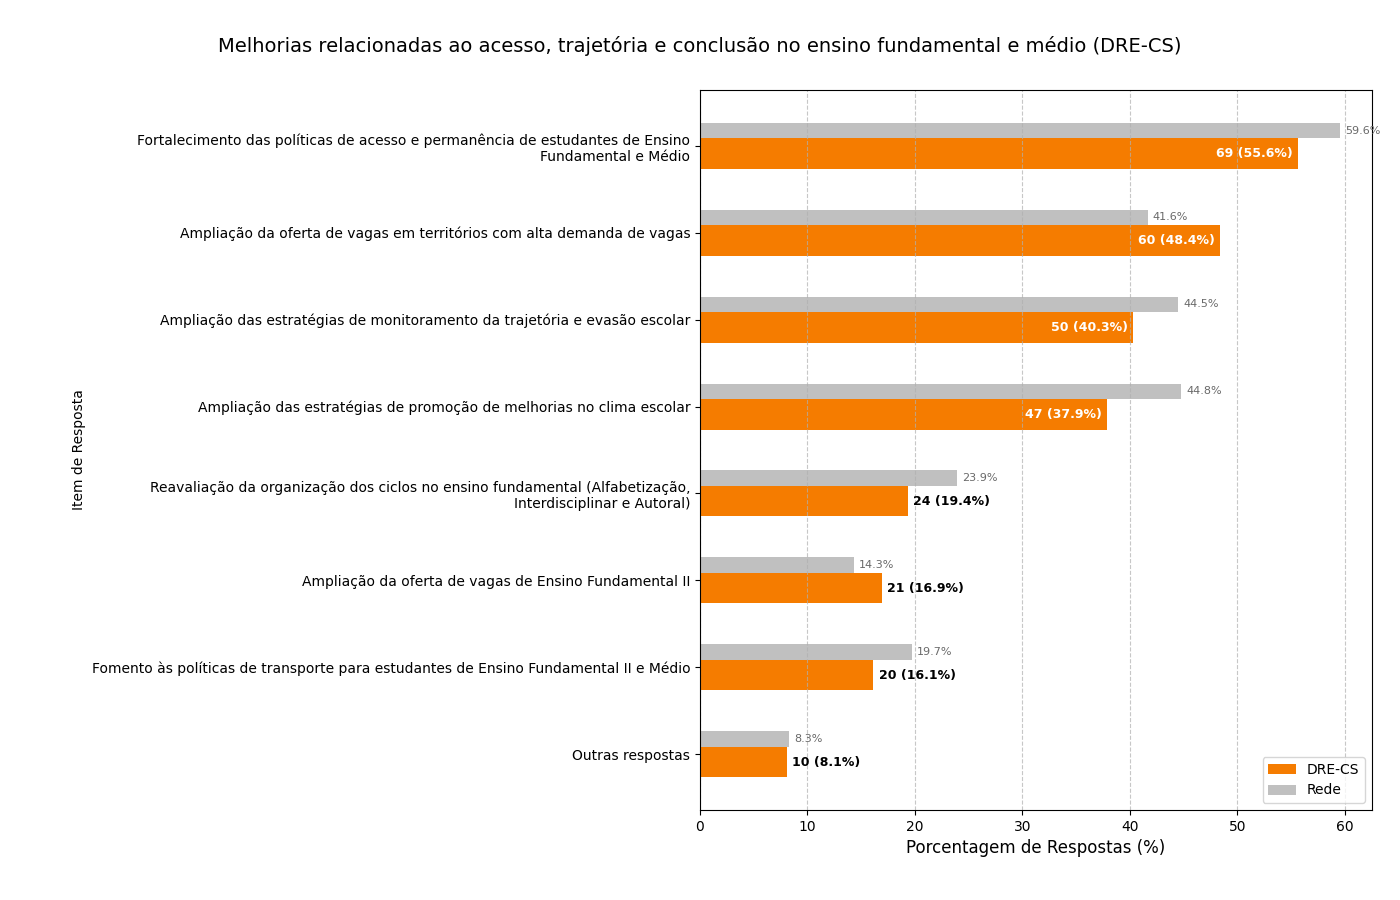 Melhorias relacionadas ao acesso, trajetória e conclusão no ensino fundamental e médio (DRE-CS)
Item de Resposta
Fortalecimento das políticas de acesso e permanência de estudantes de Ensino
Fundamental e Médio
59.6%
69 (55.6%)
Ampliação da oferta de vagas em territórios com alta demanda de vagas
41.6%
60 (48.4%)
Ampliação das estratégias de monitoramento da trajetória e evasão escolar
44.5%
50 (40.3%)
Ampliação das estratégias de promoção de melhorias no clima escolar
44.8%
47 (37.9%)
Reavaliação da organização dos ciclos no ensino fundamental (Alfabetização,
Interdisciplinar e Autoral)
23.9%
24 (19.4%)
Ampliação da oferta de vagas de Ensino Fundamental II
14.3%
21 (16.9%)
Fomento às políticas de transporte para estudantes de Ensino Fundamental II e Médio
19.7%
20 (16.1%)
Outras respostas
8.3%
10 (8.1%)
DRE-CS
Rede
0 10 20 30 40 50 60
Porcentagem de Respostas (%)